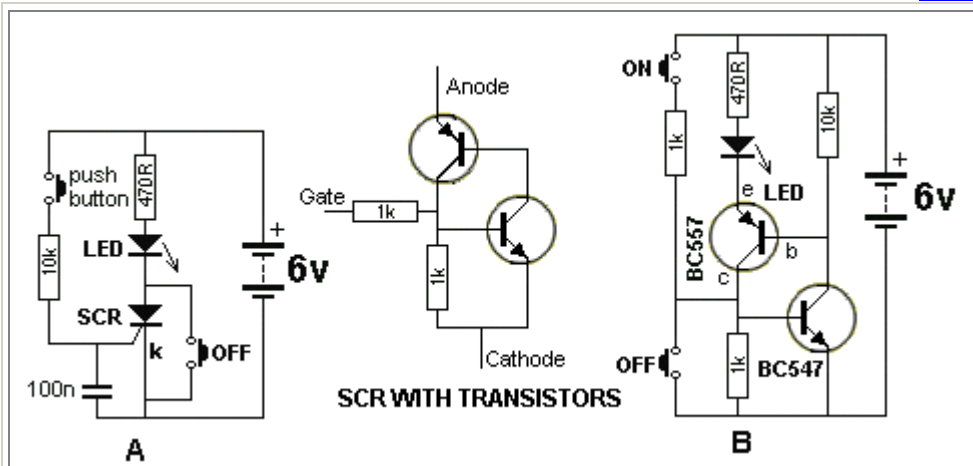 push
button
470R
10k
LED
SCR
k
OFF
100n
+
6v
A
Anode
Gate
1k
1k
Cathode
SCR WITH TRANSISTORS
ON
1k
470R
LED
10k
e
BC557
b
c
OFF
1k
BC547
+
6v
B